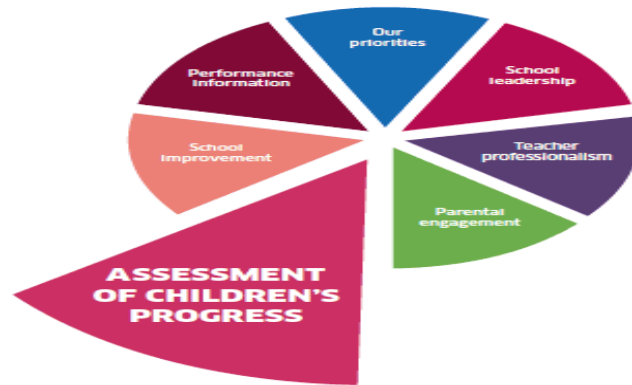 Our
priorities
School
leadership
Performance
information
Teacher
professionalism
School
improvement
Parental
engagement
ASSESSMENT
OF CHILDREN'S
PROGRESS